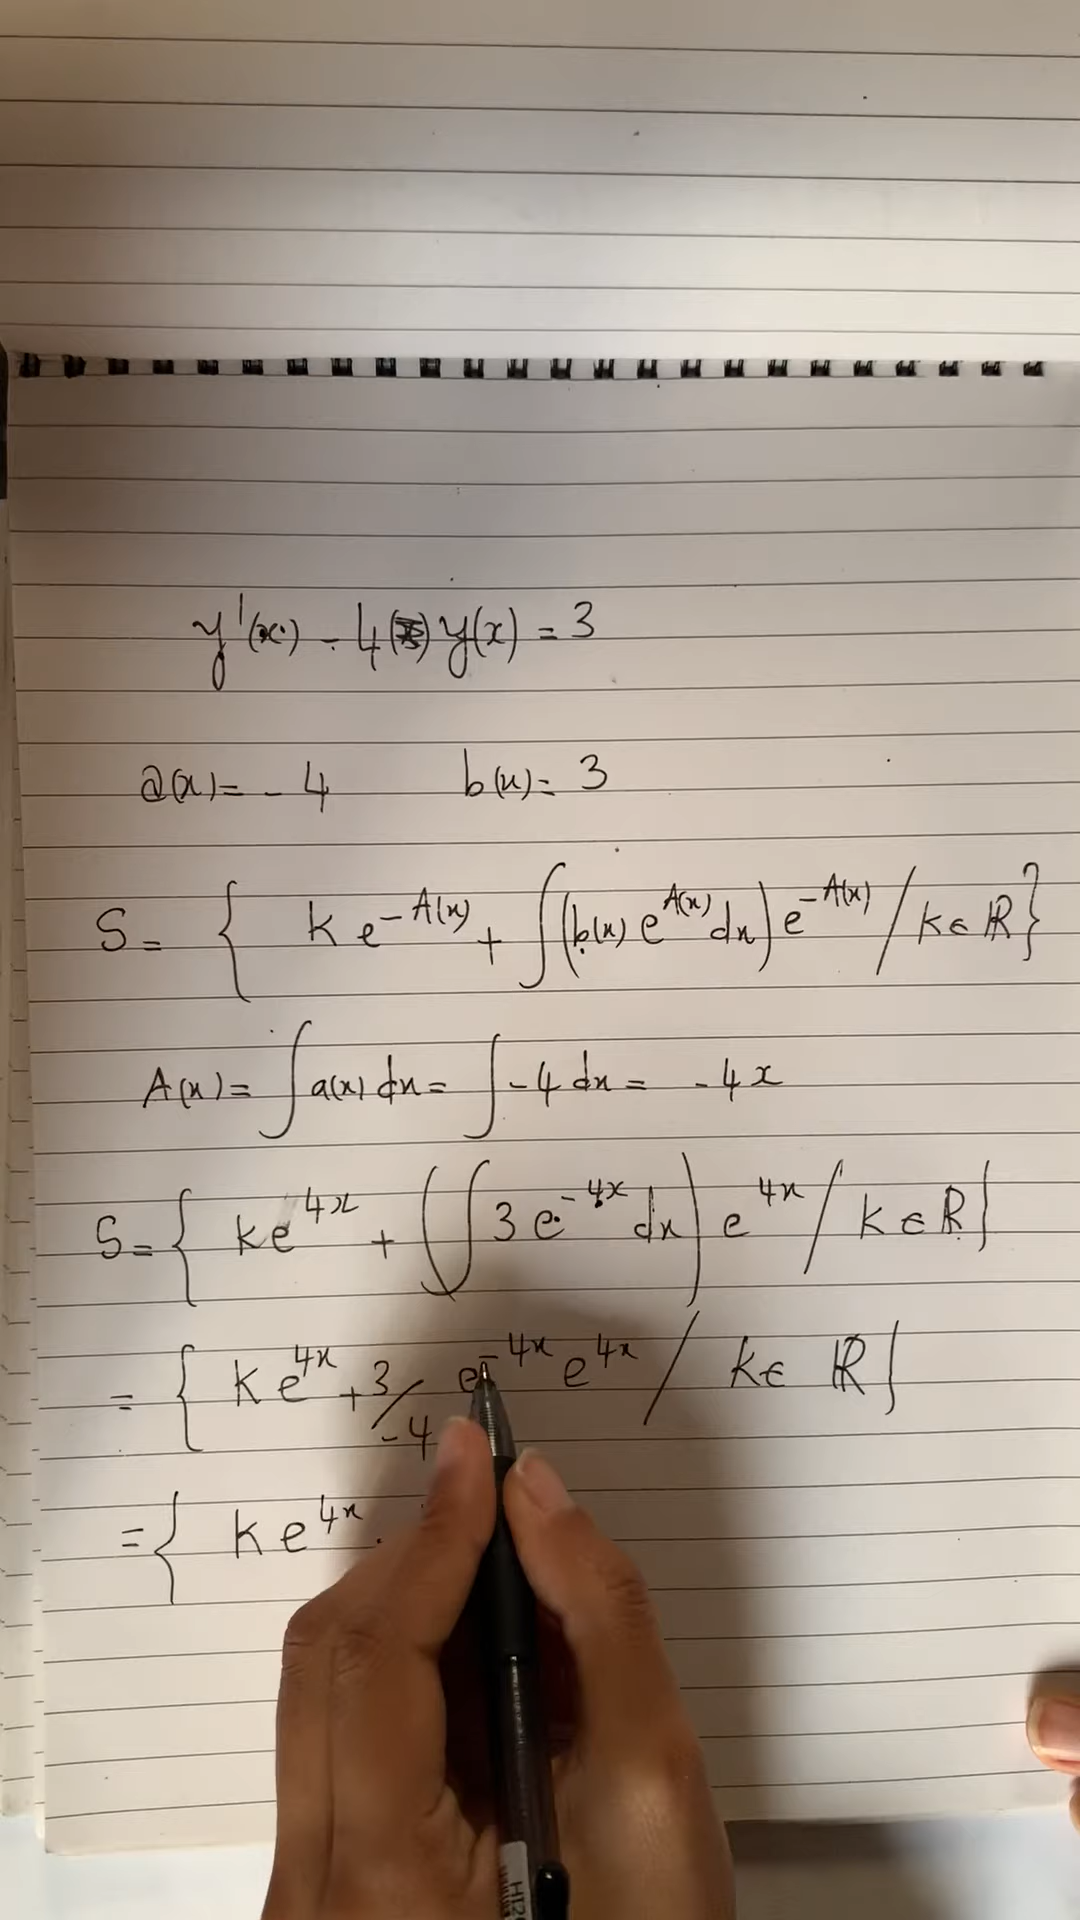 y'(x) - 4 y(x) = 3
a(x) = - 4 b(x) = 3
S = { k e^{-A(x)} + ∫(b(x) e^{A(x)} dx) e^{-A(x)} / k ∈ ℝ }
A(x) = ∫ a(x) dx = ∫ -4 dx = -4x
S = { k e^{4x} + (∫ 3 e^{-4x} dx) e^{4x} / k ∈ ℝ }
= { k e^{4x} + 3/-4 e^{-4x} e^{4x} / k ∈ ℝ }
= { k e^{4x}